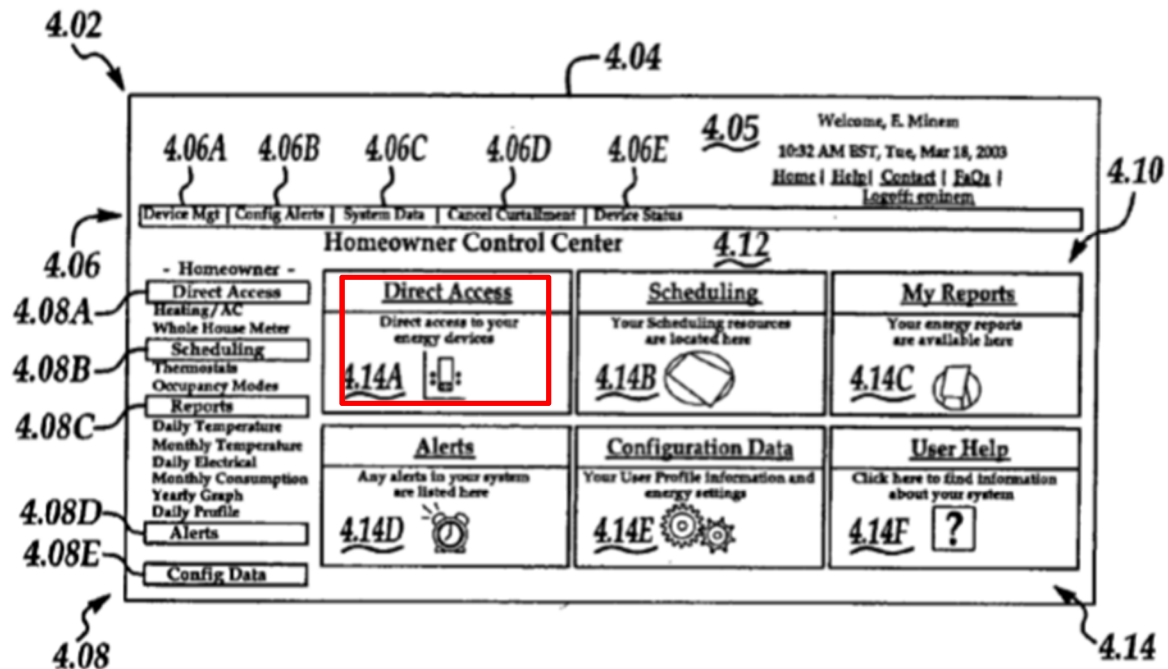 4.02
4.04
4.05
Welcome, E. Minem
10:32 AM EST, Tue, Mar 18, 2003
Home | Help | Contact | FaQs |
Logoff: eminem
4.06A 4.06B 4.06C 4.06D 4.06E
4.10
Device Mgt | Config Alerts | System Data | Cancel Curtailment | Device Status
4.06
Homeowner Control Center
4.12
- Homeowner -
4.08A
Direct Access
Heating/AC
Whole House Meter
4.08B
Scheduling
Thermostats
Occupancy Modes
4.08C
Reports
Daily Temperature
Monthly Temperature
Daily Electrical
Monthly Consumption
Yearly Graph
Daily Profile
4.08D
Alerts
4.08E
Config Data
4.08
Direct Access
Direct access to your
energy devices
4.14A
Scheduling
Your Scheduling resources
are located here
4.14B
My Reports
Your energy reports
are available here
4.14C
Alerts
Any alerts in your system
are listed here
4.14D
Configuration Data
Your User Profile information and
energy settings
4.14E
User Help
Click here to find information
about your system
4.14F
?
4.14